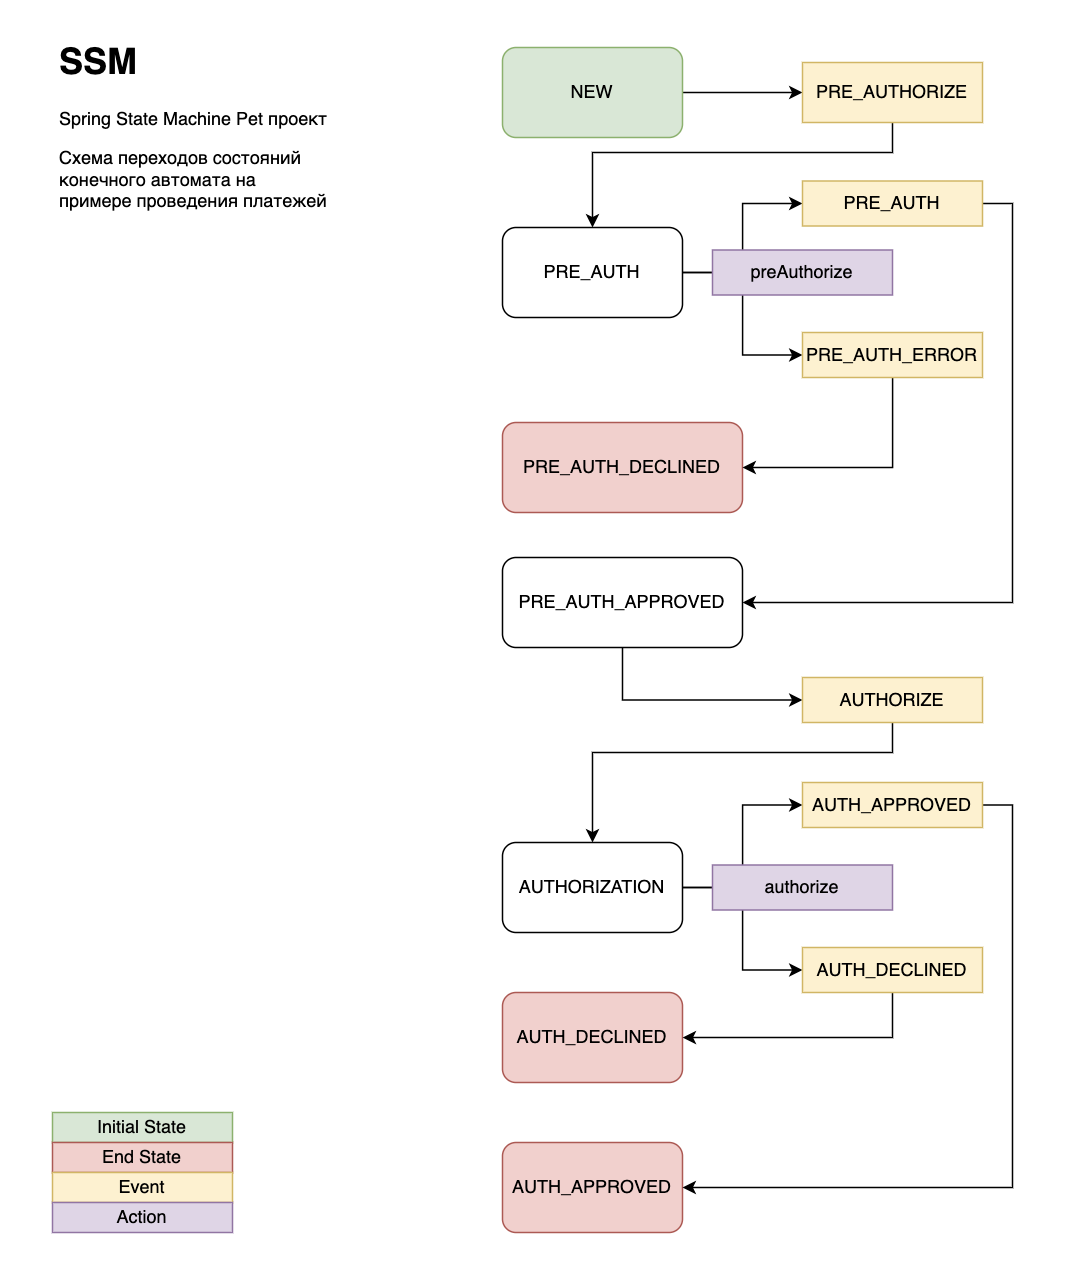 SSM
Spring State Machine Pet проект
Схема переходов состояний
конечного автомата на
примере проведения платежей
NEW
PRE_AUTHORIZE
PRE_AUTH
PRE_AUTH
preAuthorize
PRE_AUTH_ERROR
PRE_AUTH_DECLINED
PRE_AUTH_APPROVED
AUTHORIZE
AUTH_APPROVED
AUTHORIZATION
authorize
AUTH_DECLINED
AUTH_DECLINED
AUTH_APPROVED
Initial State
End State
Event
Action